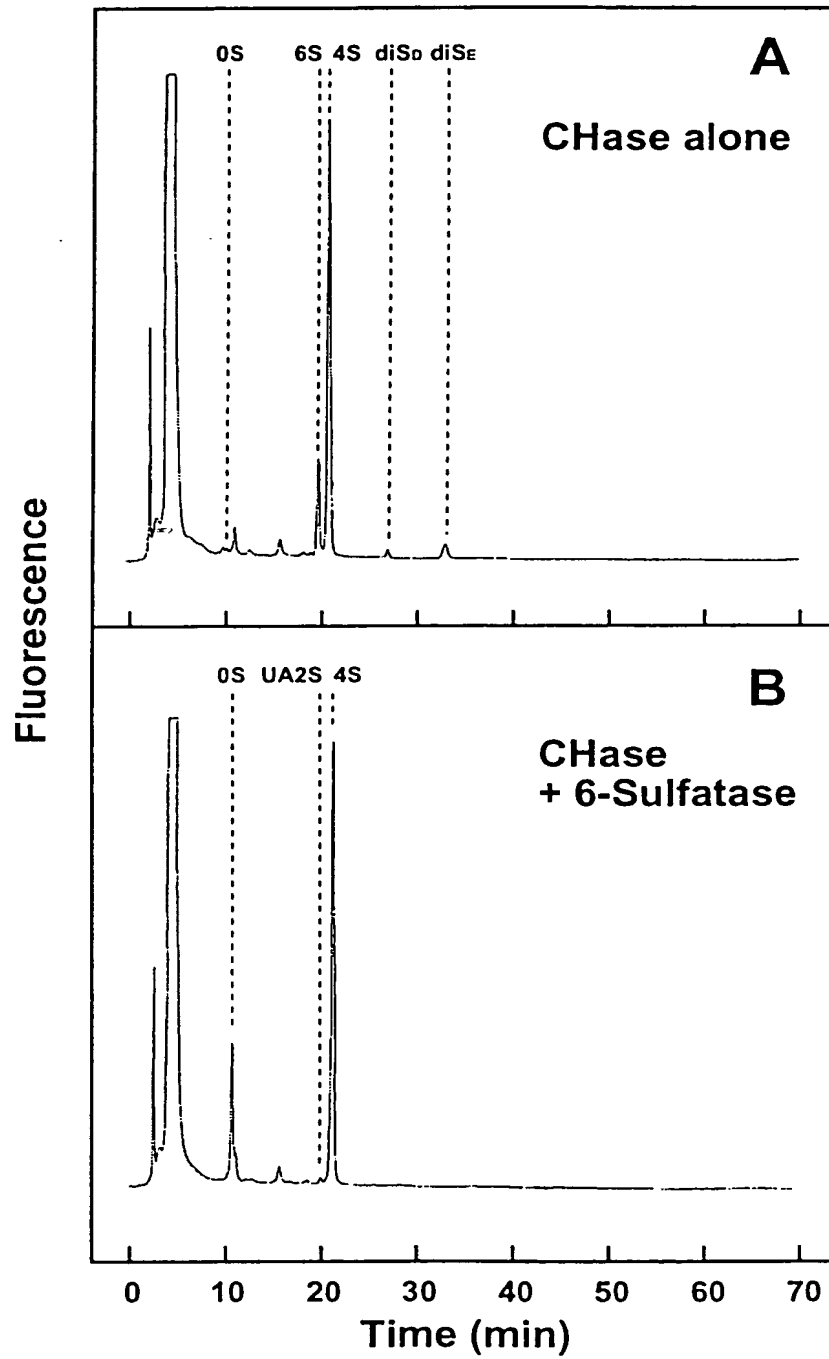 0S 6S 4S diSD diSE
A
CHase alone
Fluorescence
0S UA2S 4S
B
CHase
+ 6-Sulfatase
0 10 20 30 40 50 60 70
Time (min)